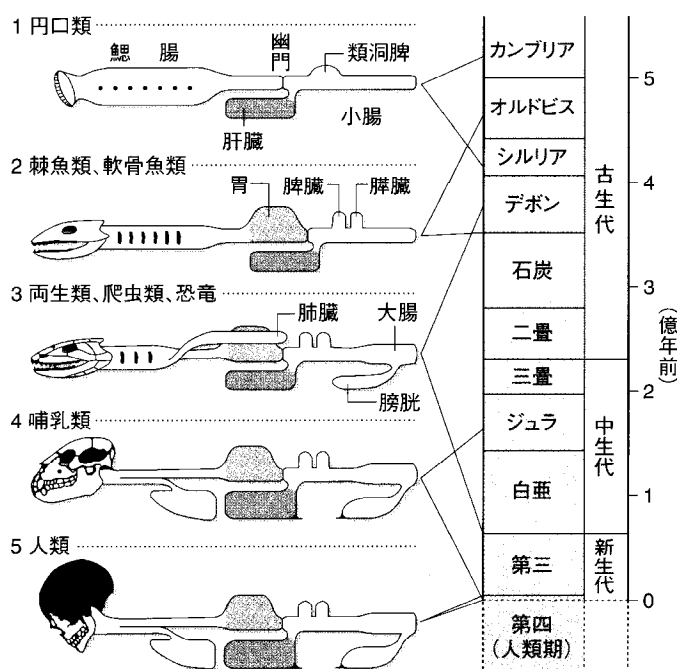 1 円口類
鰓腸
幽門
類洞脾
肝臓
小腸
2 棘魚類、軟骨魚類
胃
脾臓
膵臓
3 両生類、爬虫類、恐竜
肺臓
大腸
膀胱
4 哺乳類
5 人類
カンブリア
オルドビス
シルリア
デボン
石炭
二畳
三畳
ジュラ
白亜
第三
第四
(人類期)
古生代
中生代
新生代
5
4
3
2
1
0
(億年前)